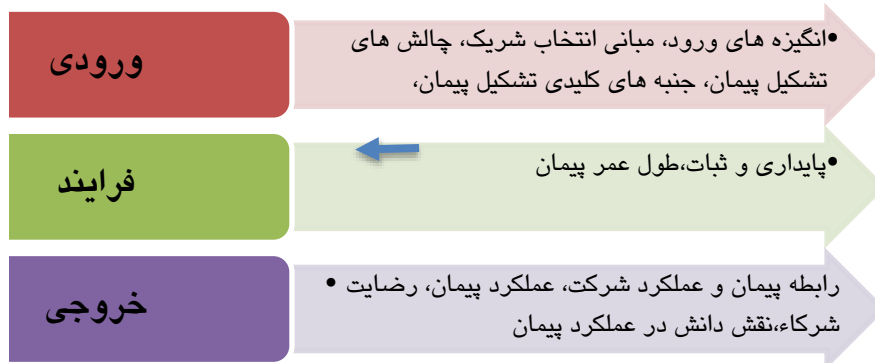 ورودی
•انگیزه های ورود، مبانی انتخاب شریک، چالش های
تشکیل پیمان، جنبه های کلیدی تشکیل پیمان،
فرایند
•پایداری و ثبات،طول عمر پیمان
خروجی
•رابطه پیمان و عملکرد شرکت، عملکرد پیمان، رضایت
شرکاء،نقش دانش در عملکرد پیمان